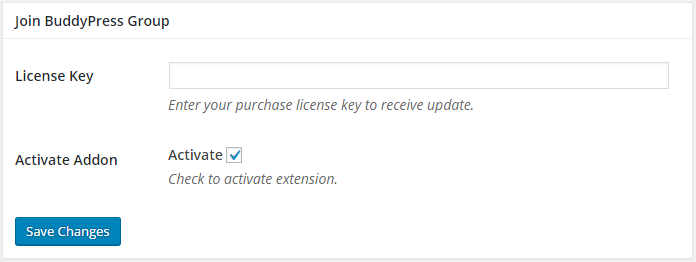 Join BuddyPress Group
License Key
Enter your purchase license key to receive update.
Activate Addon
Activate
Check to activate extension.
Save Changes